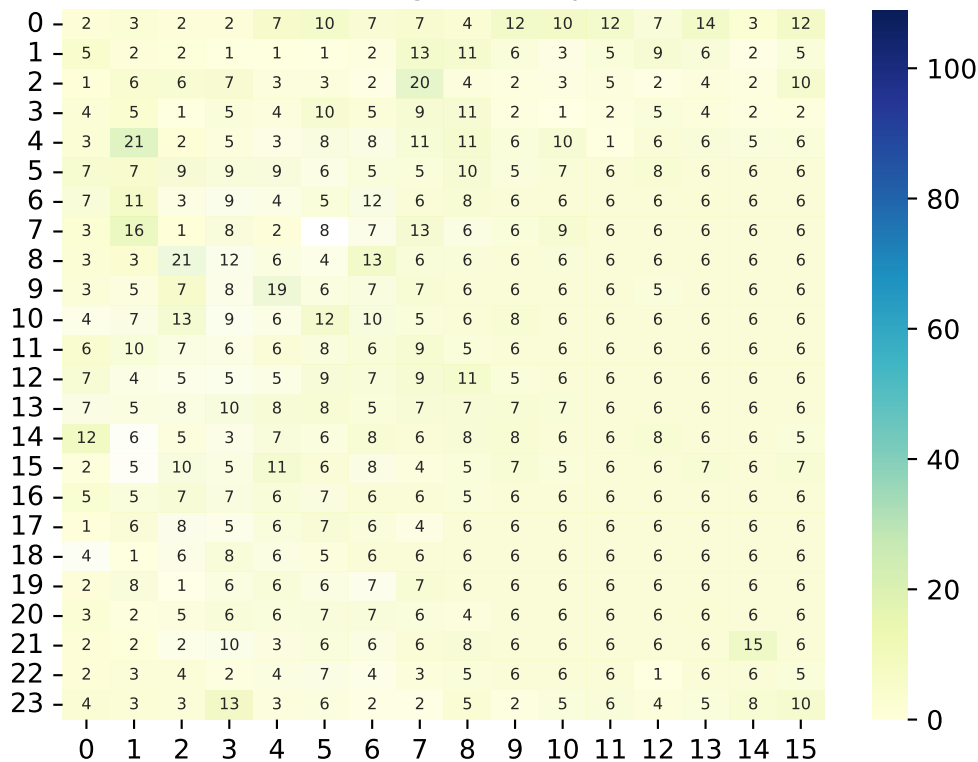 0 2 3 2 2 7 10 7 7 4 12 10 12 7 14 3 12
1 5 2 2 1 1 1 2 13 11 6 3 5 9 6 2 5
2 1 6 6 7 3 3 2 20 4 2 3 5 2 4 2 10
3 4 5 1 5 4 10 5 9 11 2 1 2 5 4 2 2
4 3 21 2 5 3 8 8 11 11 6 10 1 6 6 5 6
5 7 7 9 9 9 6 5 5 10 5 7 6 8 6 6 6
6 7 11 3 9 4 5 12 6 8 6 6 6 6 6 6 6
7 3 16 1 8 2 8 7 13 6 6 9 6 6 6 6 6
8 3 3 21 12 6 4 13 6 6 6 6 6 6 6 6 6
9 3 5 7 8 19 6 7 7 6 6 6 6 5 6 6 6
10 4 7 13 9 6 12 10 5 6 8 6 6 6 6 6 6
11 6 10 7 6 6 8 6 9 5 6 6 6 6 6 6 6
12 7 4 5 5 5 9 7 9 11 5 6 6 6 6 6 6
13 7 5 8 10 8 8 5 7 7 7 7 6 6 6 6 6
14 12 6 5 3 7 6 8 6 8 8 6 6 8 6 6 5
15 2 5 10 5 11 6 8 4 5 7 5 6 6 7 6 7
16 5 5 7 7 6 7 6 6 5 6 6 6 6 6 6 6
17 1 6 8 5 6 7 6 4 6 6 6 6 6 6 6 6
18 4 1 6 8 6 5 6 6 6 6 6 6 6 6 6 6
19 2 8 1 6 6 6 7 7 6 6 6 6 6 6 6 6
20 3 2 5 6 6 7 7 6 4 6 6 6 6 6 6 6
21 2 2 2 10 3 6 6 6 8 6 6 6 6 6 15 6
22 2 3 4 2 4 7 4 3 5 6 6 6 1 6 6 5
23 4 3 3 13 3 6 2 2 5 2 5 6 4 5 8 10
0 1 2 3 4 5 6 7 8 9 10 11 12 13 14 15
100
80
60
40
20
0